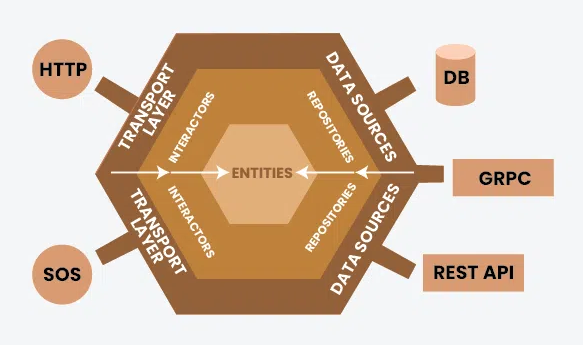 HTTP
TRANSPORT
LAYER
INTERACTORS
REPOSITORIES
DATA SOURCES
DB
ENTITIES
GRPC
SOS
TRANSPORT
LAYER
INTERACTORS
REPOSITORIES
DATA SOURCES
REST API